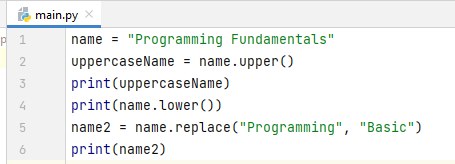 main.py
1 name = "Programming Fundamentals"
2 uppercaseName = name.upper()
3 print(uppercaseName)
4 print(name.lower())
5 name2 = name.replace("Programming", "Basic")
6 print(name2)